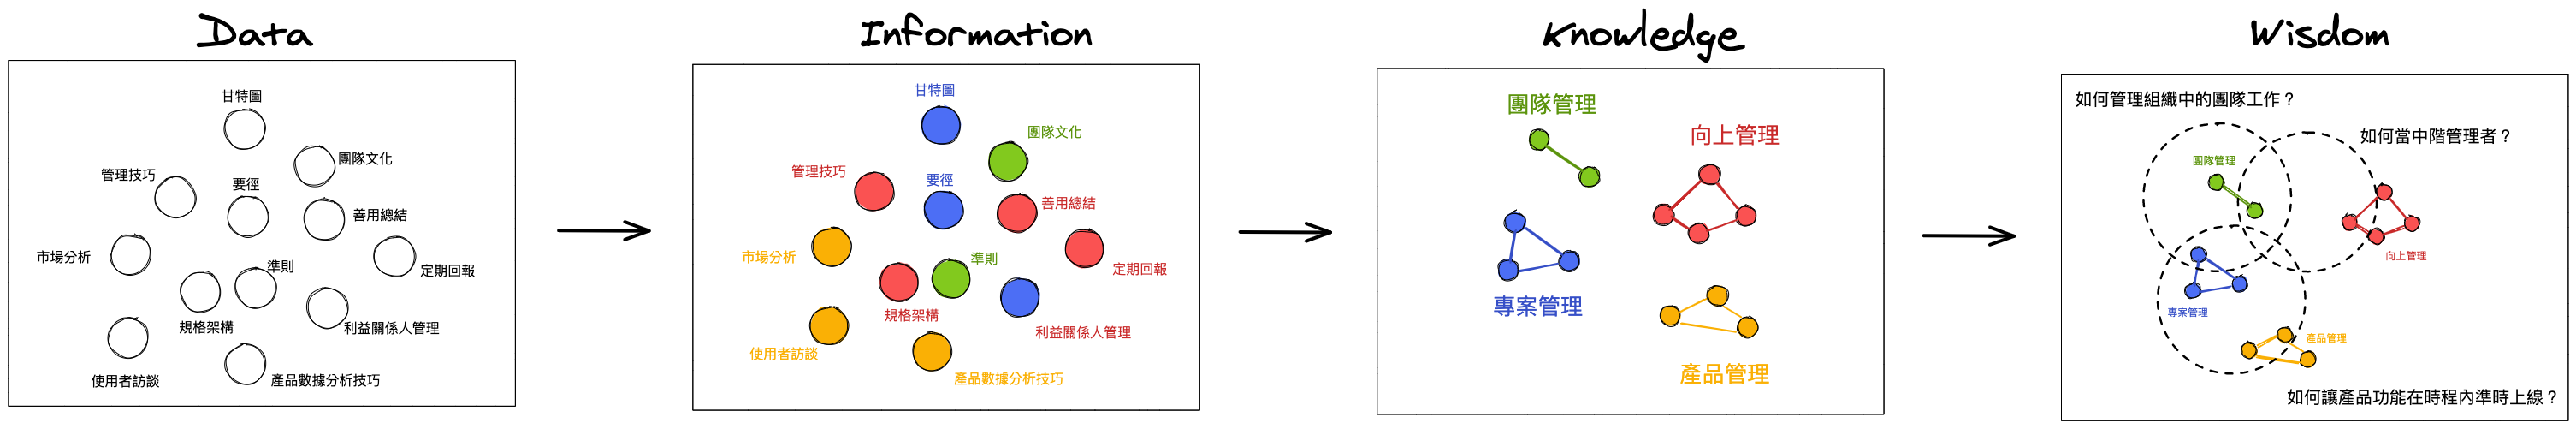 Data
甘特圖
團隊文化
管理技巧
要徑
善用總結
市場分析
準則
定期回報
規格架構
利益關係人管理
使用者訪談
產品數據分析技巧
Information
甘特圖
團隊文化
管理技巧
要徑
善用總結
市場分析
準則
定期回報
規格架構
利益關係人管理
使用者訪談
產品數據分析技巧
Knowledge
團隊管理
向上管理
專案管理
產品管理
Wisdom
如何管理組織中的團隊工作？
如何當中階管理者？
團隊管理
向上管理
專案管理
產品管理
如何讓產品功能在時程內準時上線？